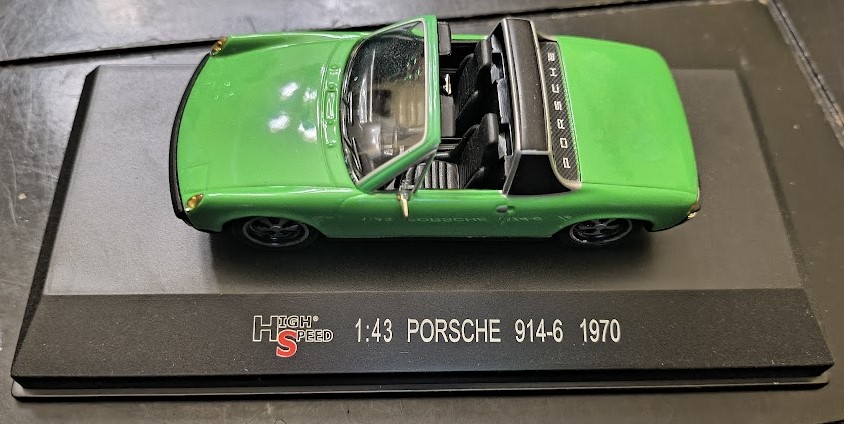 PORSCHE
HIGH SPEED® 1:43 PORSCHE 914-6 1970